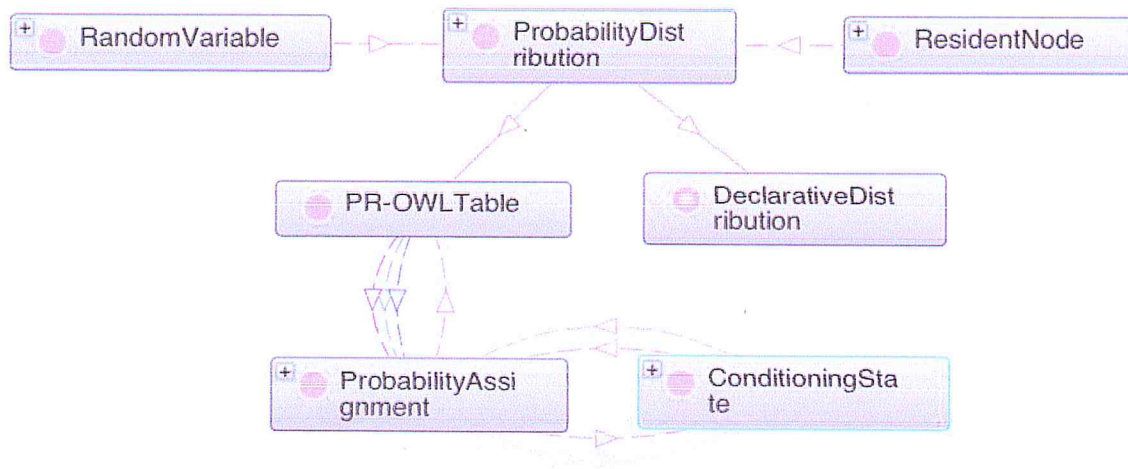 RandomVariable
ProbabilityDist
ribution
ResidentNode
PR-OWLTable
DeclarativeDist
ribution
ProbabilityAssi
gnment
ConditioningSta
te